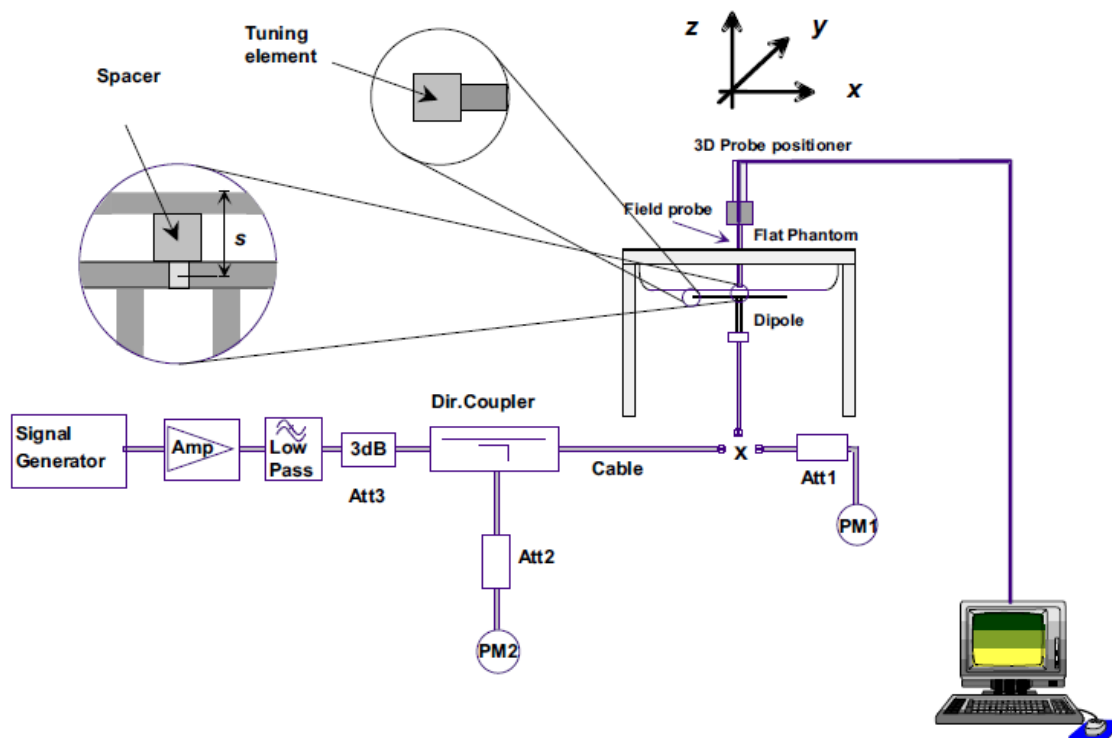 Tuning
element
Spacer
z
y
x
3D Probe positioner
s
Field probe
Flat Phantom
Dipole
Dir.Coupler
Signal
Generator
Amp
Low
Pass
3dB
Cable
X
Att3
Att1
PM1
Att2
PM2